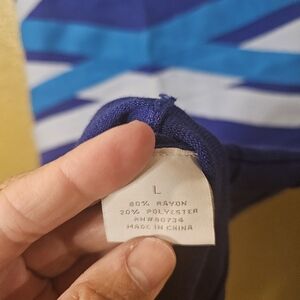 L
80% RAYON
20% POLYESTER
RN#80734
MADE IN CHINA